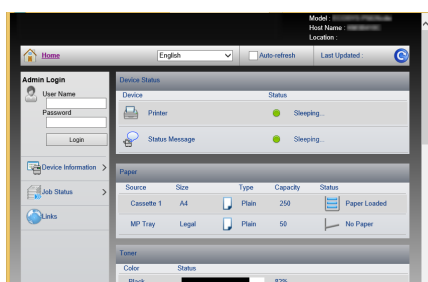 Model :
Host Name :
Location :
Home English Auto-refresh Last Updated :
Admin Login
User Name
Password
Login
Device Information >
Job Status >
Links
Device Status
Device Status
Printer Sleeping...
Status Message Sleeping...
Paper
Source Size Type Capacity Status
Cassette 1 A4 Plain 250 Paper Loaded
MP Tray Legal Plain 50 No Paper
Toner
Color Status
Black 82%